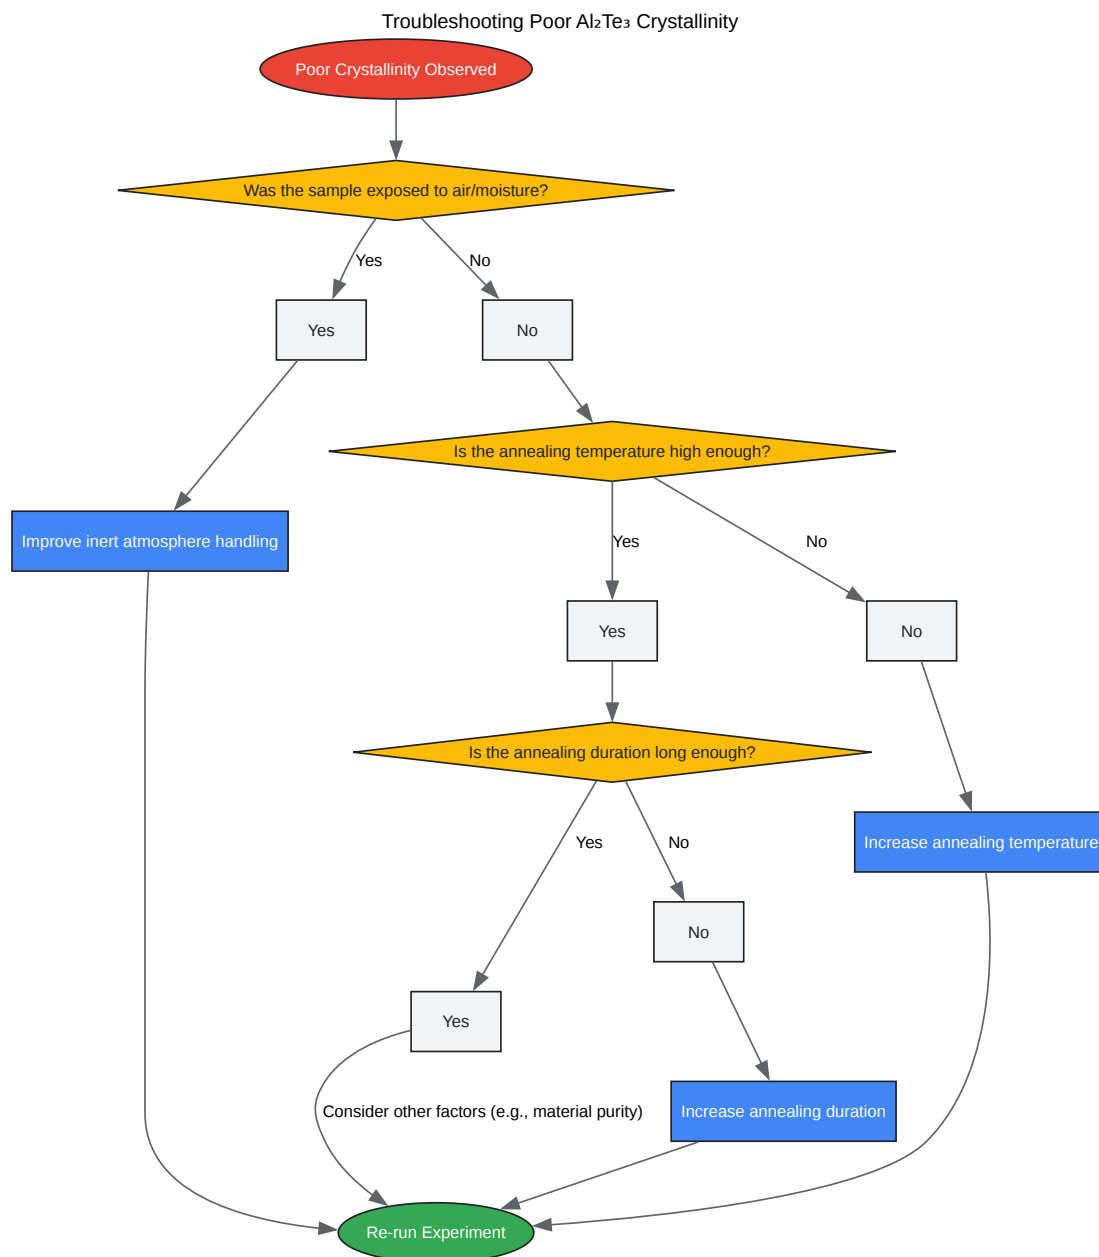 Troubleshooting Poor Al₂Te₃ Crystallinity
Poor Crystallinity Observed
Was the sample exposed to air/moisture?
Yes
No
Yes
No
Is the annealing temperature high enough?
Improve inert atmosphere handling
Yes
No
Yes
No
Is the annealing duration long enough?
Yes
No
Increase annealing temperature
No
Yes
Consider other factors (e.g., material purity)
Increase annealing duration
Re-run Experiment